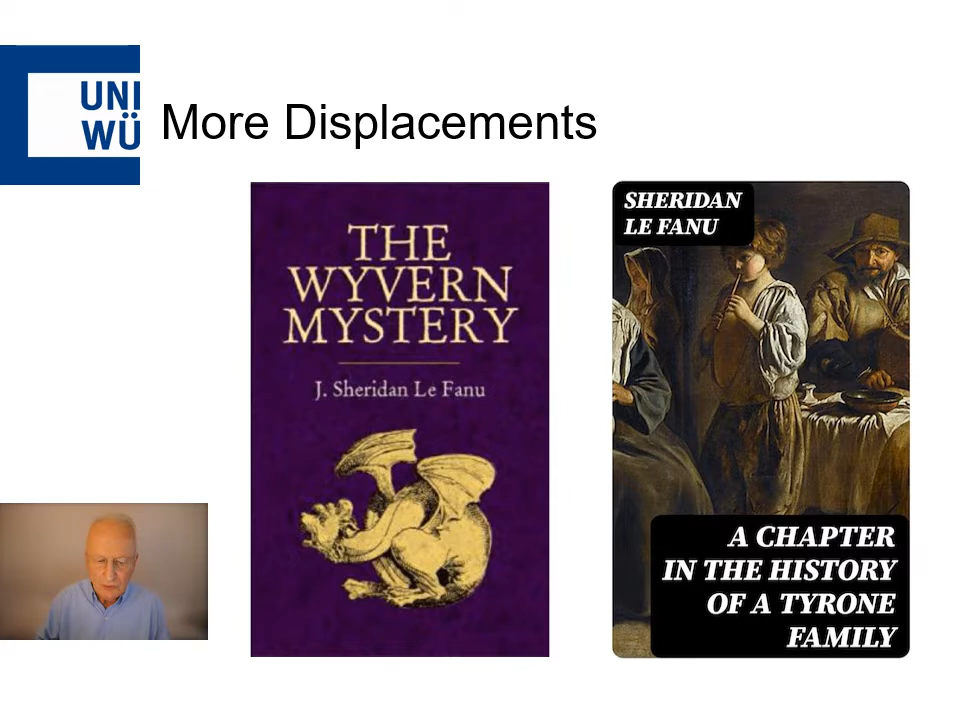 UNI
WÜ
More Displacements
THE
WYVERN
MYSTERY
J. Sheridan Le Fanu
SHERIDAN
LE FANU
A CHAPTER
IN THE HISTORY
OF A TYRONE
FAMILY